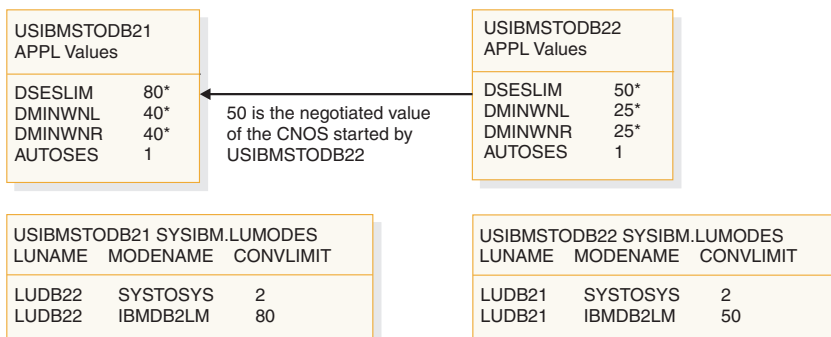 USIBMSTODB21
APPL Values
DSESLIM 80*
DMINWNL 40*
DMINWNR 40*
AUTOSES 1
50 is the negotiated value
of the CNOS started by
USIBMSTODB22
USIBMSTODB22
APPL Values
DSESLIM 50*
DMINWNL 25*
DMINWNR 25*
AUTOSES 1
USIBMSTODB21 SYSIBM.LUMODES
LUNAME MODENAME CONVLIMIT
LUDB22 SYSTOSYS 2
LUDB22 IBMDB2LM 80
USIBMSTODB22 SYSIBM.LUMODES
LUNAME MODENAME CONVLIMIT
LUDB21 SYSTOSYS 2
LUDB21 IBMDB2LM 50